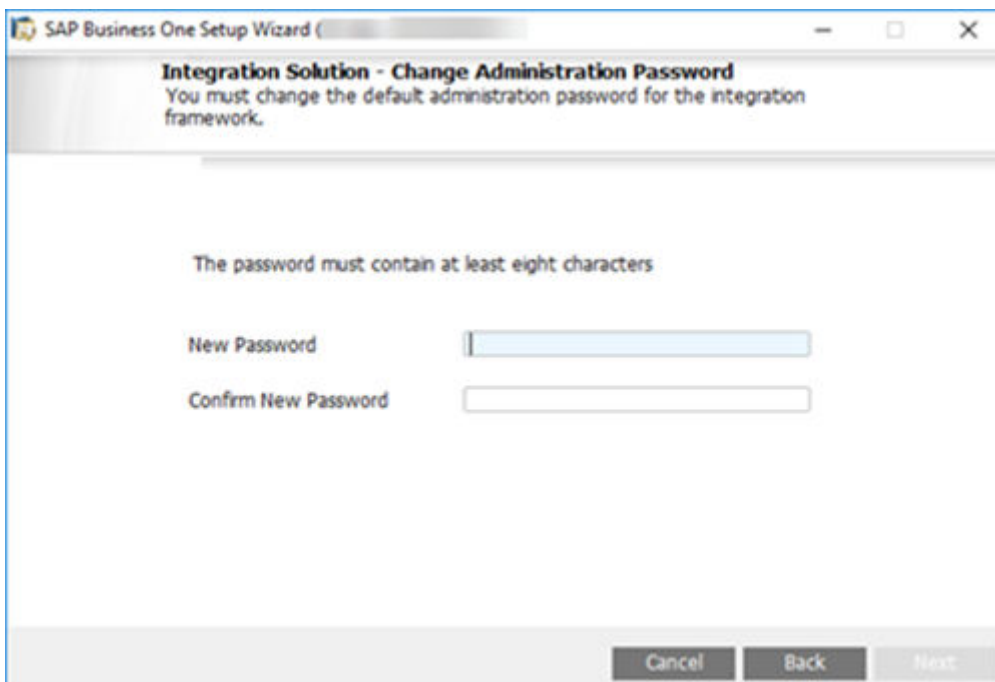 SAP Business One Setup Wizard (
Integration Solution - Change Administration Password
You must change the default administration password for the integration
framework.
The password must contain at least eight characters
New Password
Confirm New Password
Cancel Back Next